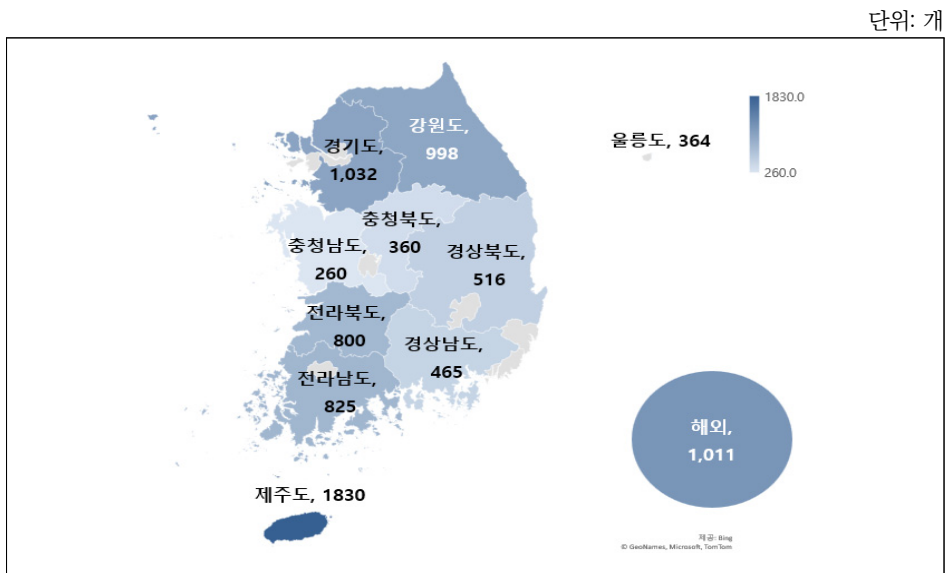 단위: 개
1830.0
260.0
강원도,
998
울릉도, 364
경기도,
1,032
충청북도,
360
충청남도,
260
경상북도,
516
전라북도,
800
경상남도,
465
전라남도,
825
해외,
1,011
제주도, 1830
제공: Bing
© GeoNames, Microsoft, TomTom